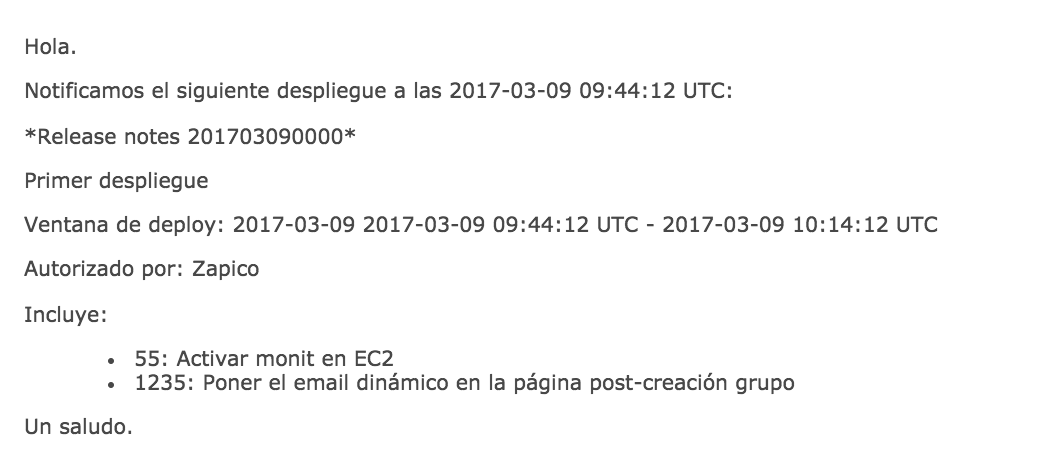 Hola.
Notificamos el siguiente despliegue a las 2017-03-09 09:44:12 UTC:
*Release notes 201703090000*
Primer despliegue
Ventana de deploy: 2017-03-09 2017-03-09 09:44:12 UTC - 2017-03-09 10:14:12 UTC
Autorizado por: Zapico
Incluye:
• 55: Activar monit en EC2
• 1235: Poner el email dinámico en la página post-creación grupo
Un saludo.